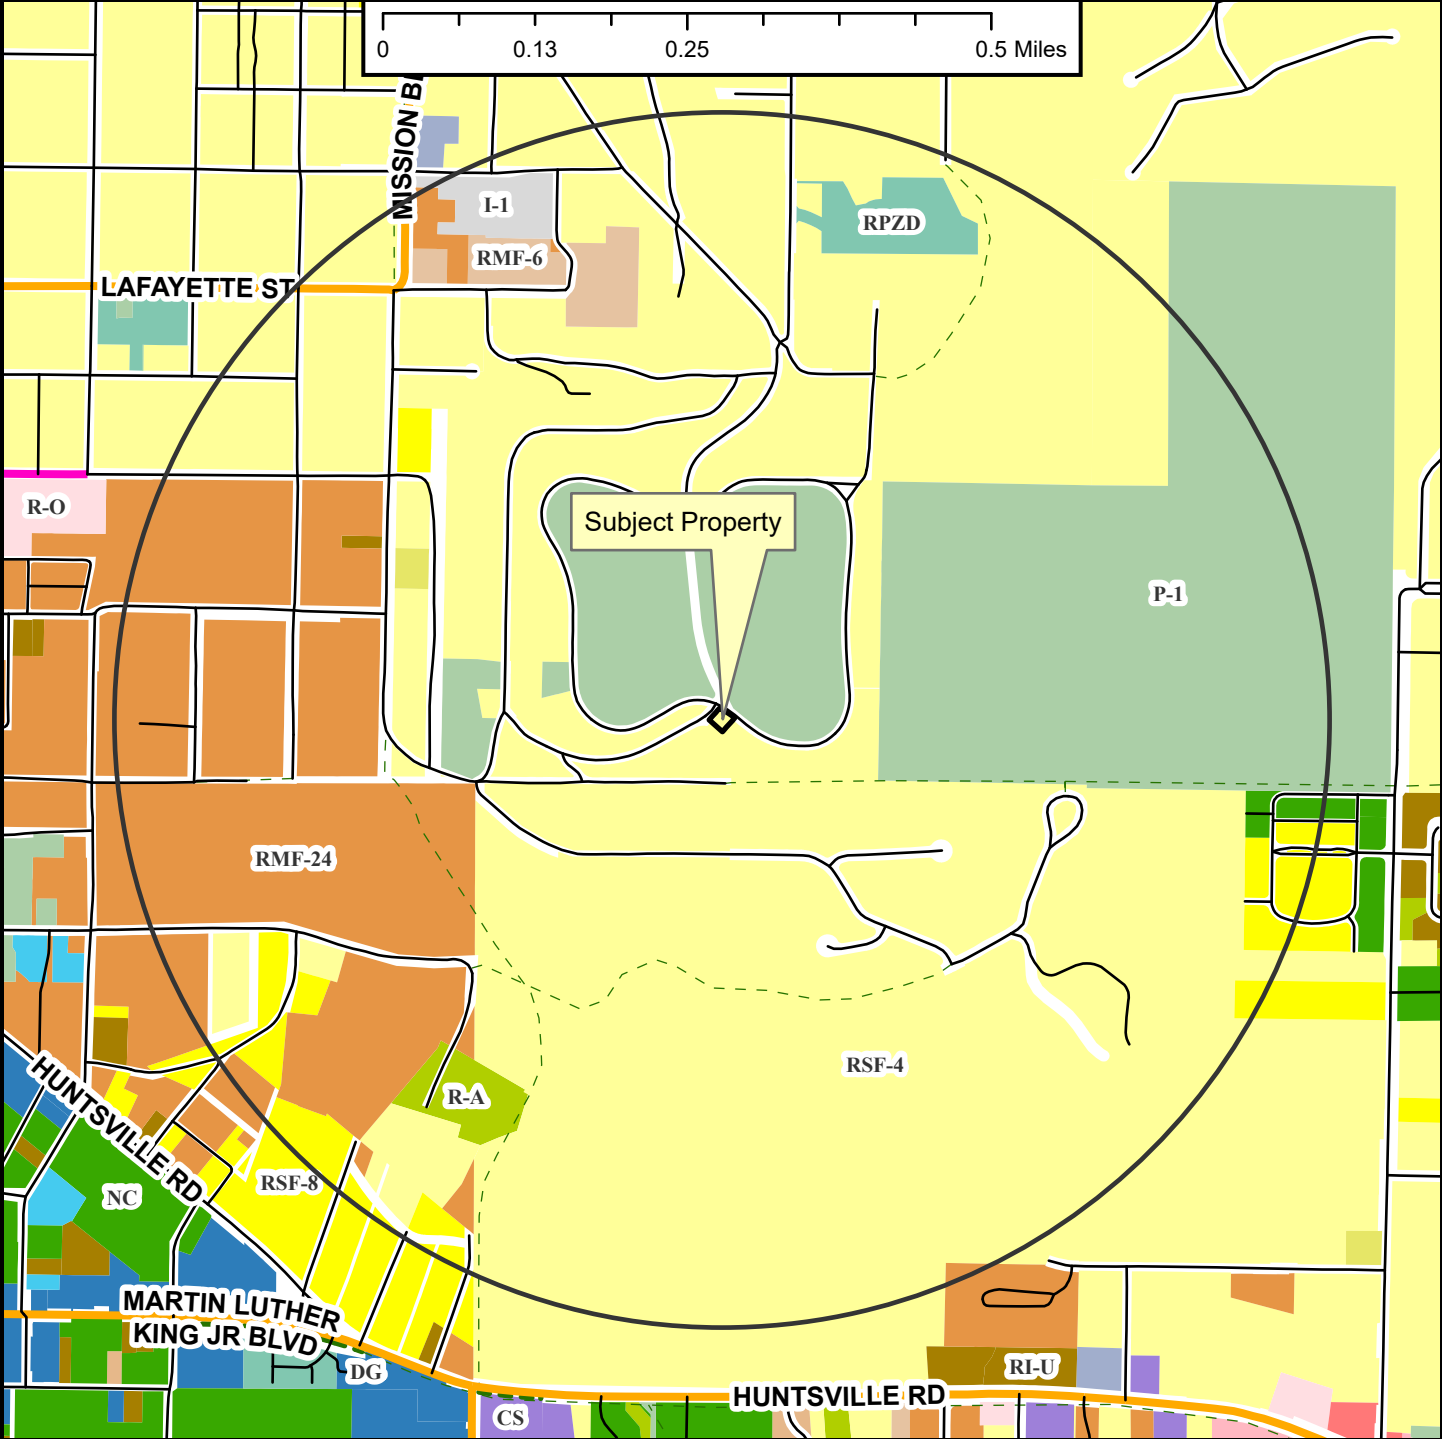 0 0.13 0.25 0.5 Miles
MISSION B
I-1
RPZD
RMF-6
LAFAYETTE ST
R-O
Subject Property
P-1
RMF-24
RSF-4
R-A
HUNTSVILLE RD
RSF-8
NC
MARTIN LUTHER
KING JR BLVD
DG
RI-U
HUNTSVILLE RD
CS